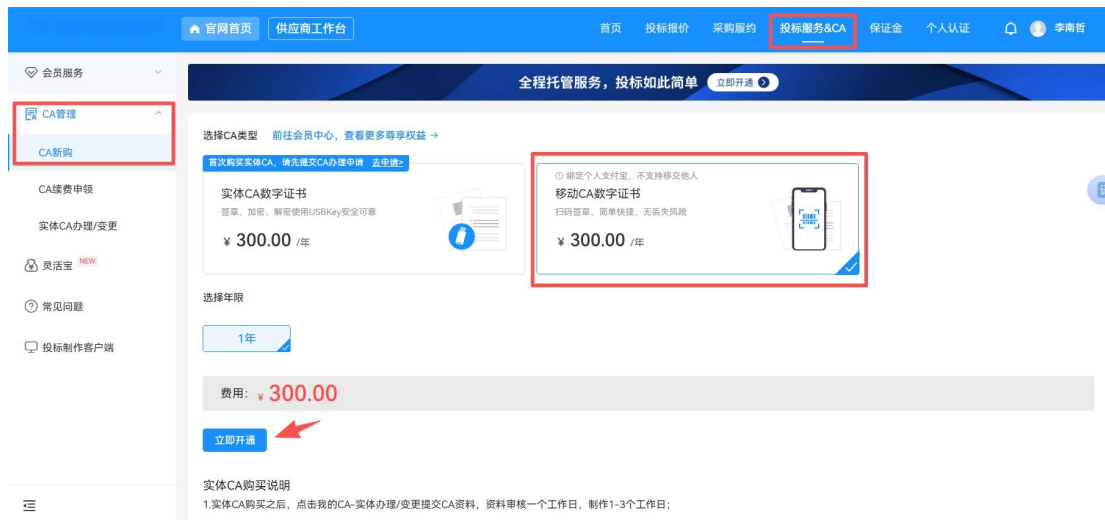 官网首页 供应商工作台 首页 投标报价 采购履约 投标服务&CA 保证金 个人认证 李南哲
会员服务
全程托管服务，投标如此简单 立即开通
CA管理
CA新购
CA续费申领
实体CA办理/变更
灵活宝 NEW
常见问题
投标制作客户端
选择CA类型 前往会员中心，查看更多尊享权益 →
首次购买实体CA，请先提交CA办理申请 去申请>
实体CA数字证书
签章、加密、解密使用USBKey安全可靠
¥ 300.00 /年
绑定个人支付宝，不支持移交他人
移动CA数字证书
扫码签章、简单快捷、无丢失风险
¥ 300.00 /年
选择年限
1年
费用： ¥ 300.00
立即开通
实体CA购买说明
1.实体CA购买之后，点击我的CA-实体办理/变更提交CA资料，资料审核一个工作日，制作1-3个工作日；